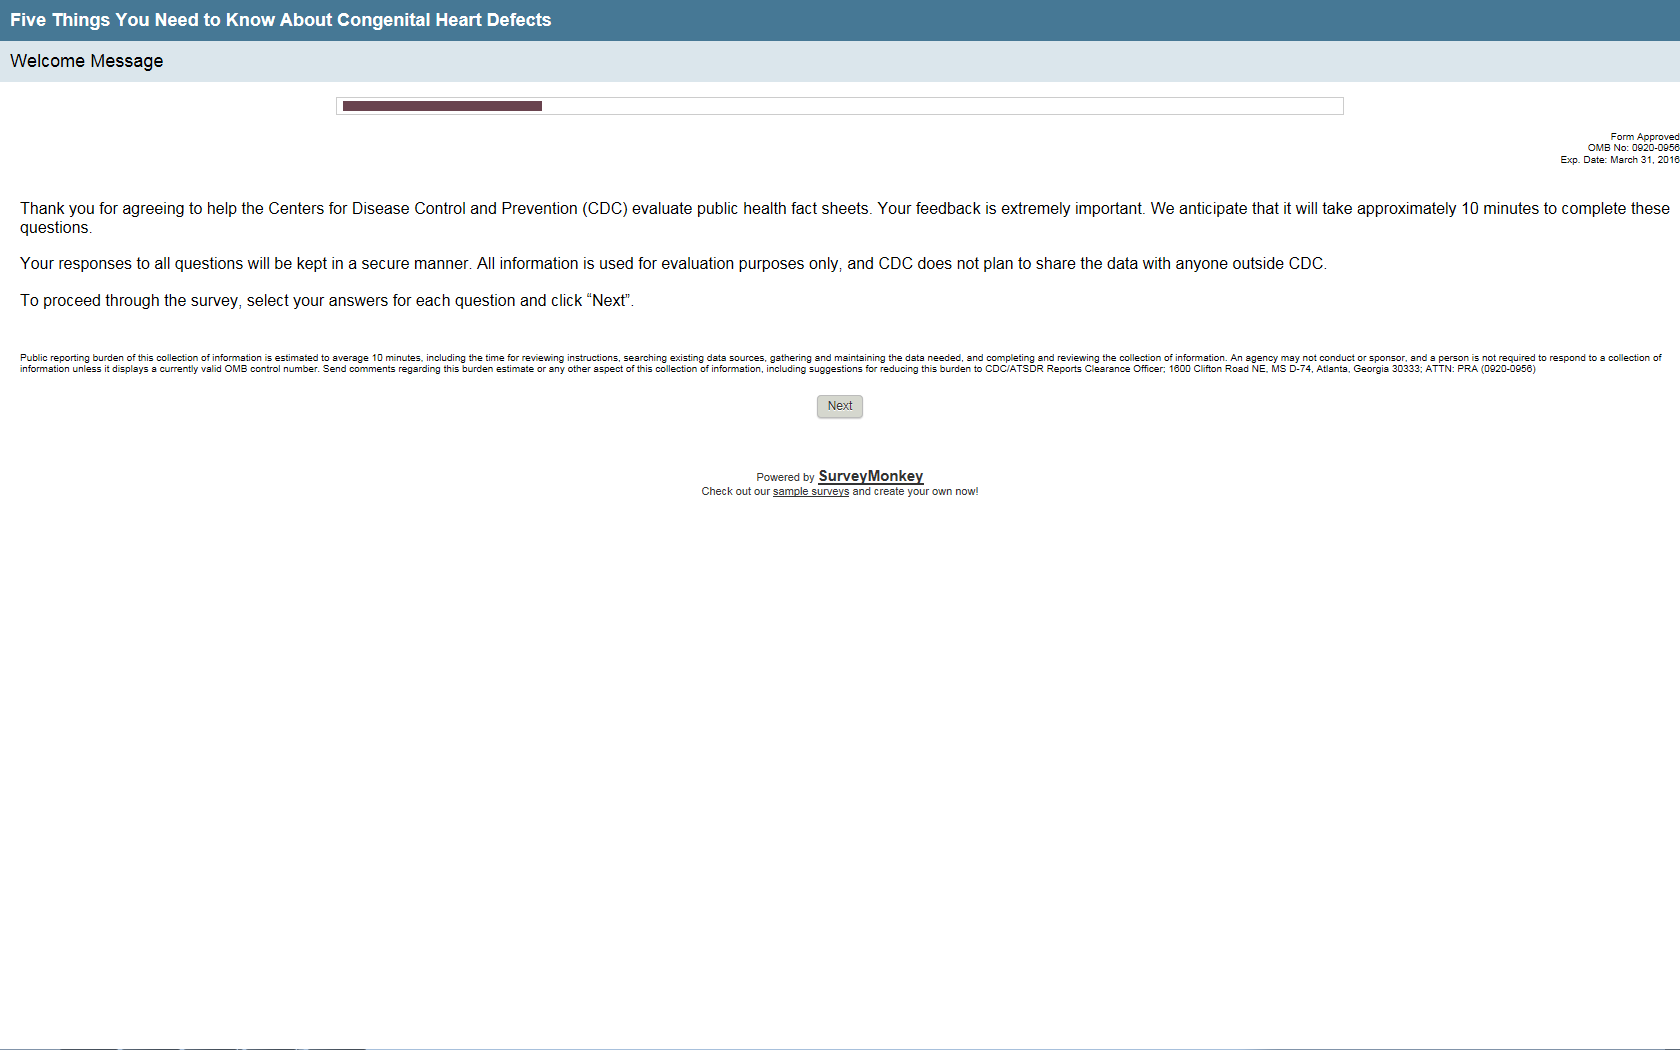 Five Things You Need to Know About Congenital Heart Defects
Welcome Message
Form Approved
OMB No: 0920-0956
Exp. Date: March 31, 2016
Thank you for agreeing to help the Centers for Disease Control and Prevention (CDC) evaluate public health fact sheets. Your feedback is extremely important. We anticipate that it will take approximately 10 minutes to complete these
questions.
Your responses to all questions will be kept in a secure manner. All information is used for evaluation purposes only, and CDC does not plan to share the data with anyone outside CDC.
To proceed through the survey, select your answers for each question and click “Next”.
Public reporting burden of this collection of information is estimated to average 10 minutes, including the time for reviewing instructions, searching existing data sources, gathering and maintaining the data needed, and completing and reviewing the collection of information. An agency may not conduct or sponsor, and a person is not required to respond to a collection of
information unless it displays a currently valid OMB control number. Send comments regarding this burden estimate or any other aspect of this collection of information, including suggestions for reducing this burden to CDC/ATSDR Reports Clearance Officer; 1600 Clifton Road NE, MS D-74, Atlanta, Georgia 30333; ATTN: PRA (0920-0956)
Next
Powered by SurveyMonkey
Check out our sample surveys and create your own now!